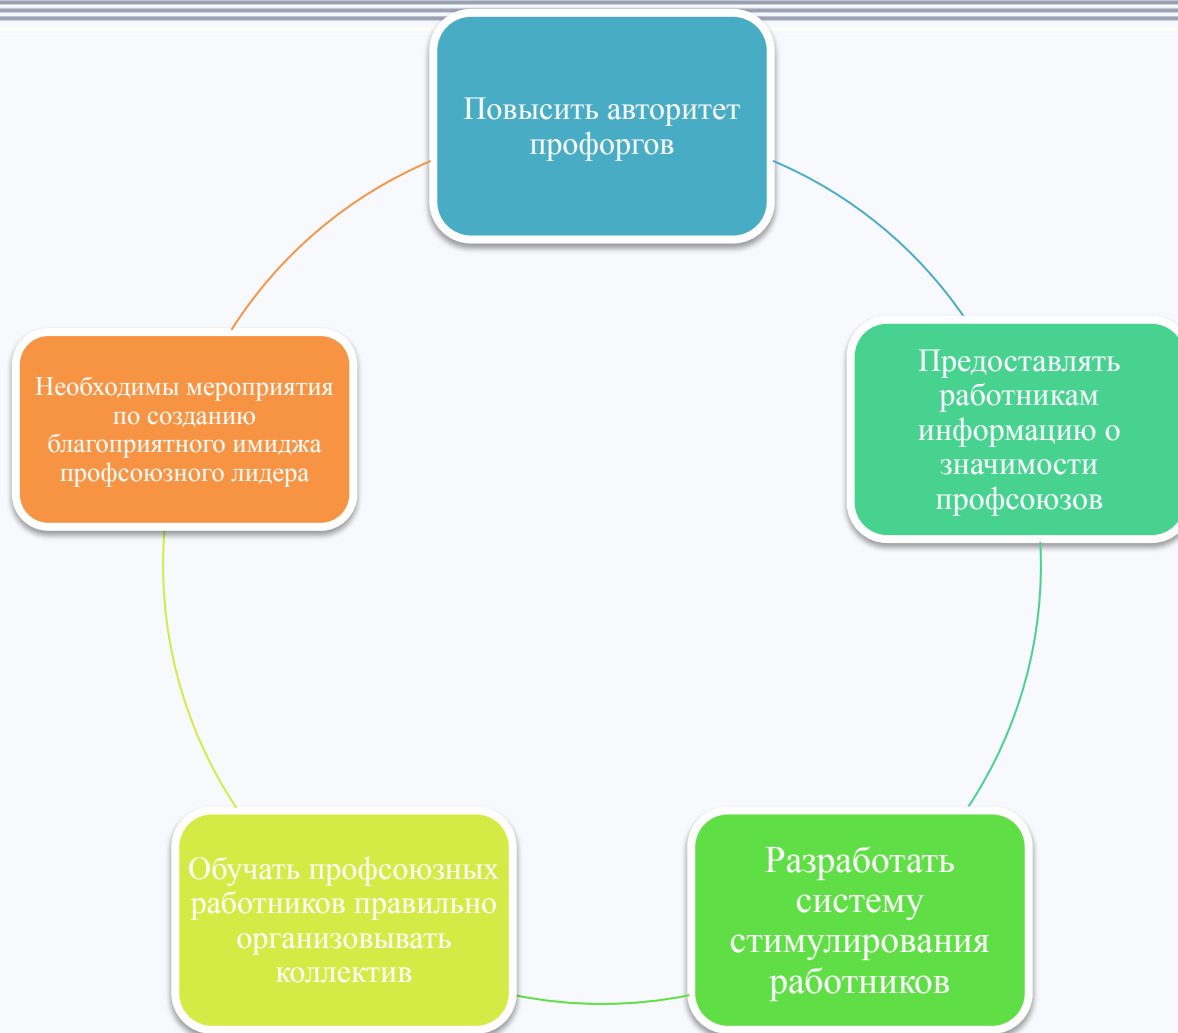 Повысить авторитет
профоргов
Предоставлять
работникам
информацию о
значимости
профсоюзов
Разработать
систему
стимулирования
работников
Обучать профсоюзных
работников правильно
организовывать
коллектив
Необходимы мероприятия
по созданию
благоприятного имиджа
профсоюзного лидера